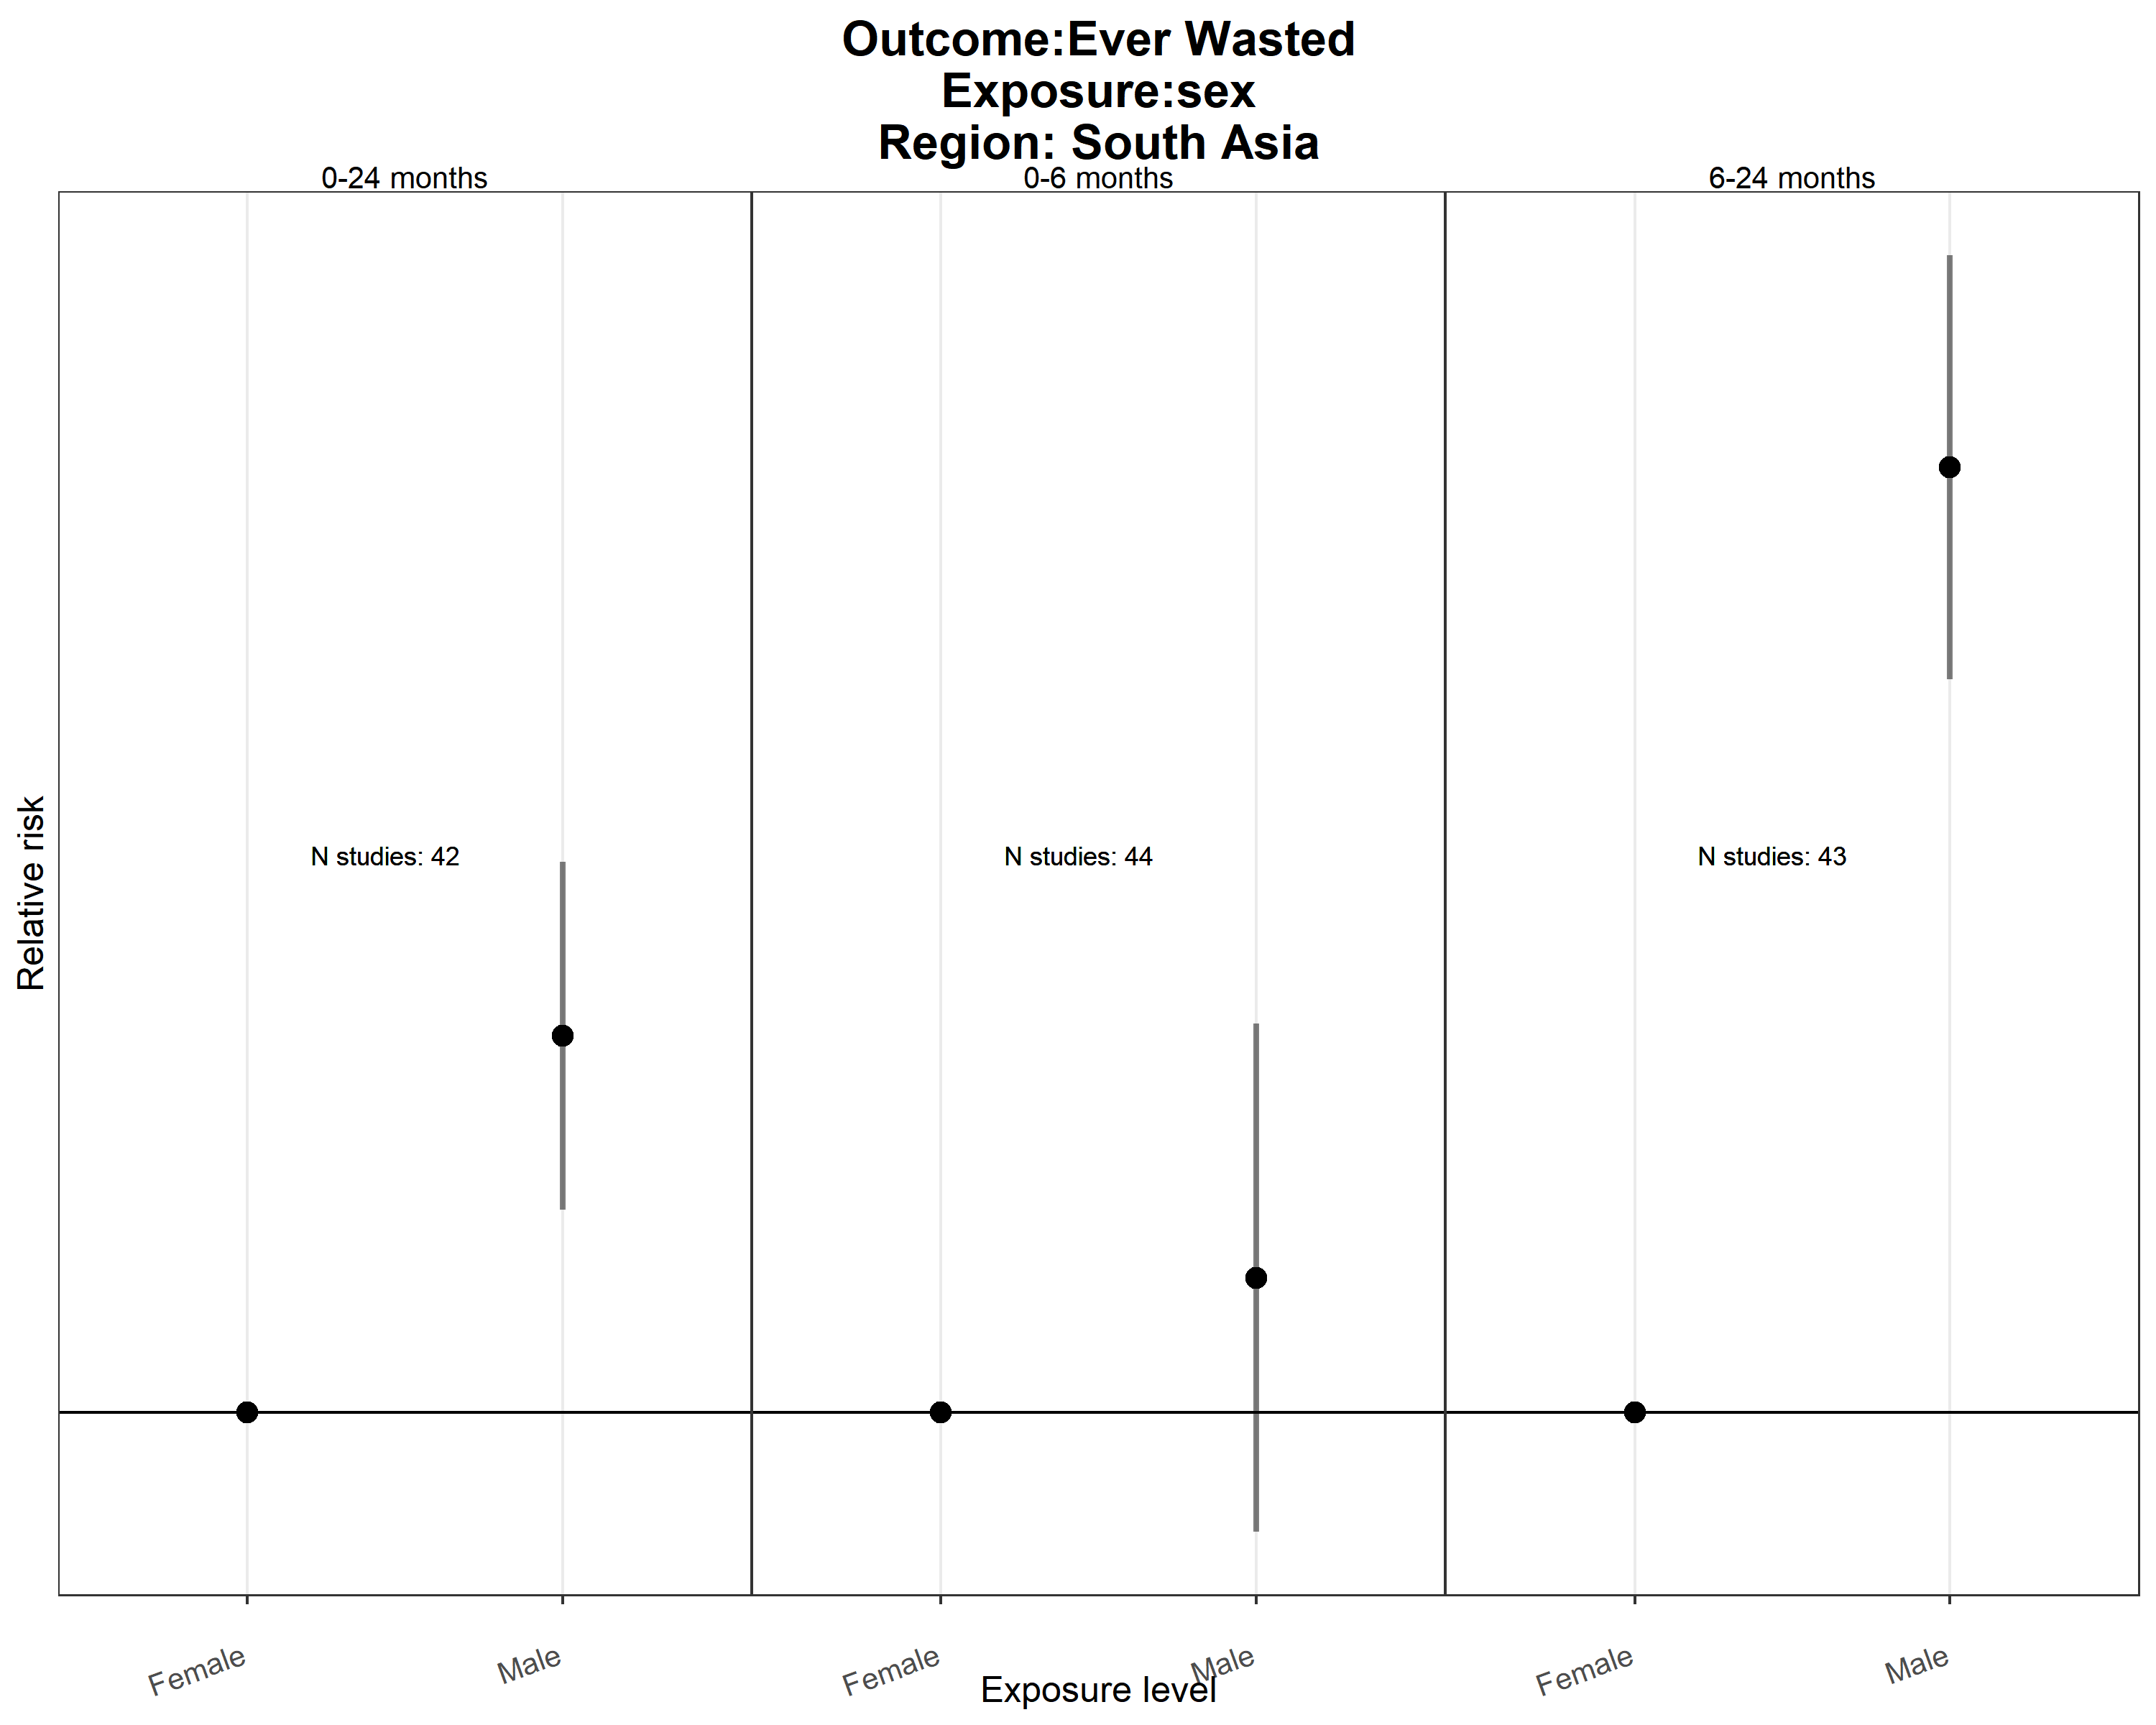 Outcome:Ever Wasted
Exposure:sex
Region: South Asia
0-24 months
0-6 months
6-24 months
Relative risk
N studies: 42
N studies: 44
N studies: 43
Female
Male
Female
Male
Female
Male
Exposure level